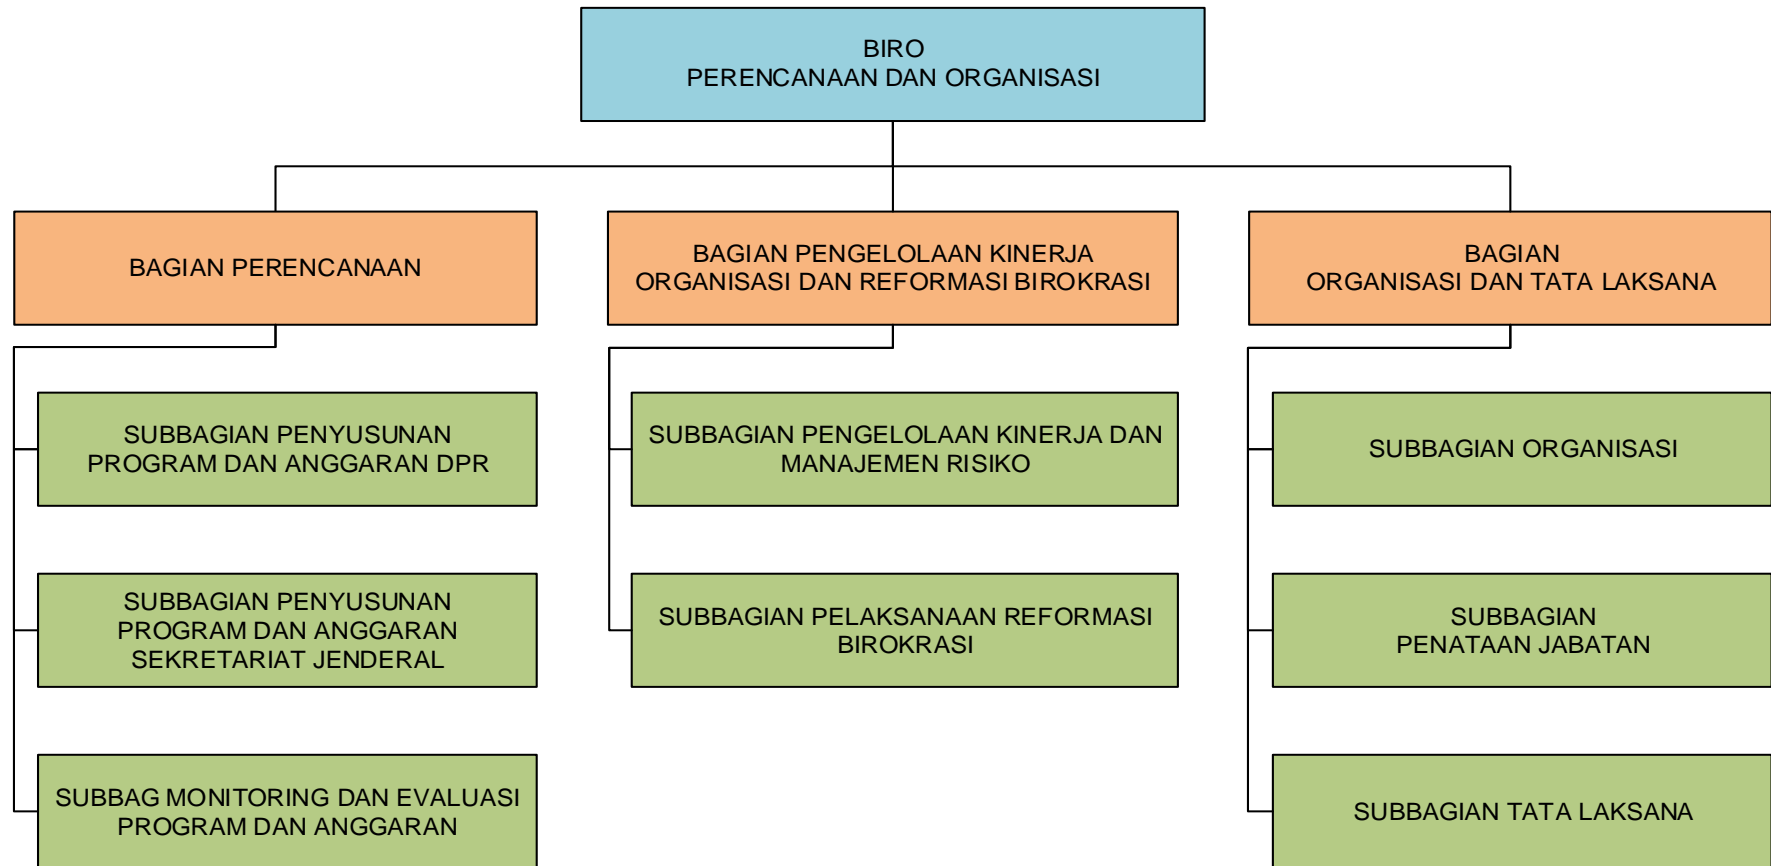 BIRO
PERENCANAAN DAN ORGANISASI
BAGIAN PERENCANAAN
BAGIAN PENGELOLAAN KINERJA
ORGANISASI DAN REFORMASI BIROKRASI
BAGIAN
ORGANISASI DAN TATA LAKSANA
SUBBAGIAN PENYUSUNAN
PROGRAM DAN ANGGARAN DPR
SUBBAGIAN PENGELOLAAN KINERJA DAN
MANAJEMEN RISIKO
SUBBAGIAN ORGANISASI
SUBBAGIAN PENYUSUNAN
PROGRAM DAN ANGGARAN
SEKRETARIAT JENDERAL
SUBBAGIAN PELAKSANAAN REFORMASI
BIROKRASI
SUBBAGIAN
PENATAAN JABATAN
SUBBAG MONITORING DAN EVALUASI
PROGRAM DAN ANGGARAN
SUBBAGIAN TATA LAKSANA